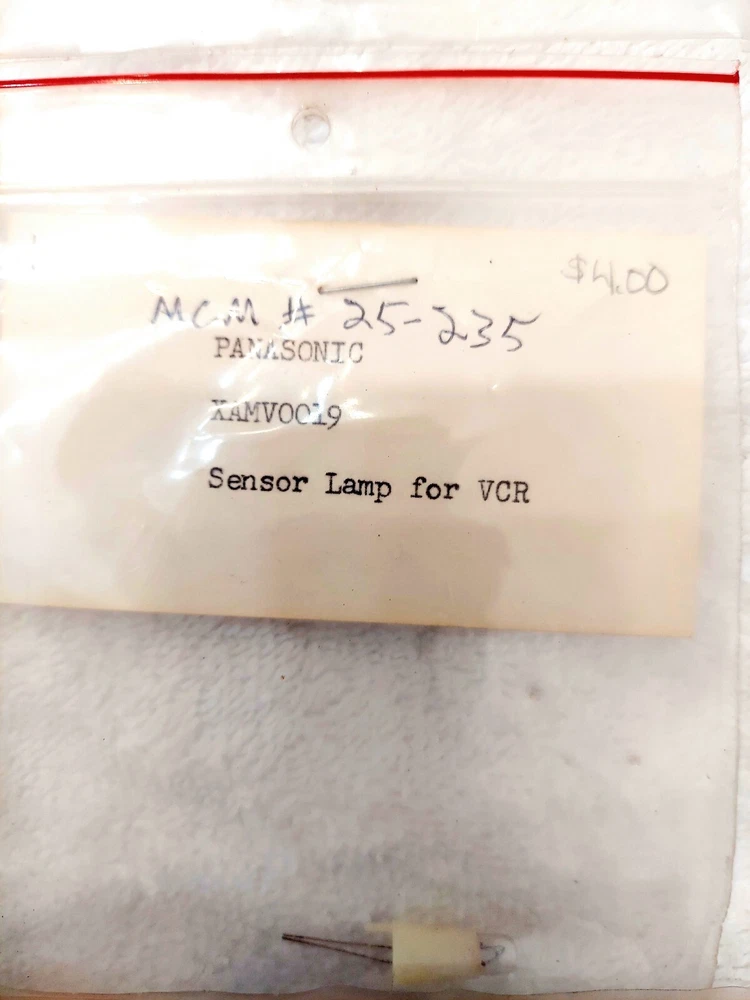 $4.00
MCM # 25-235
PANASONIC
XAMV0019
Sensor Lamp for VCR